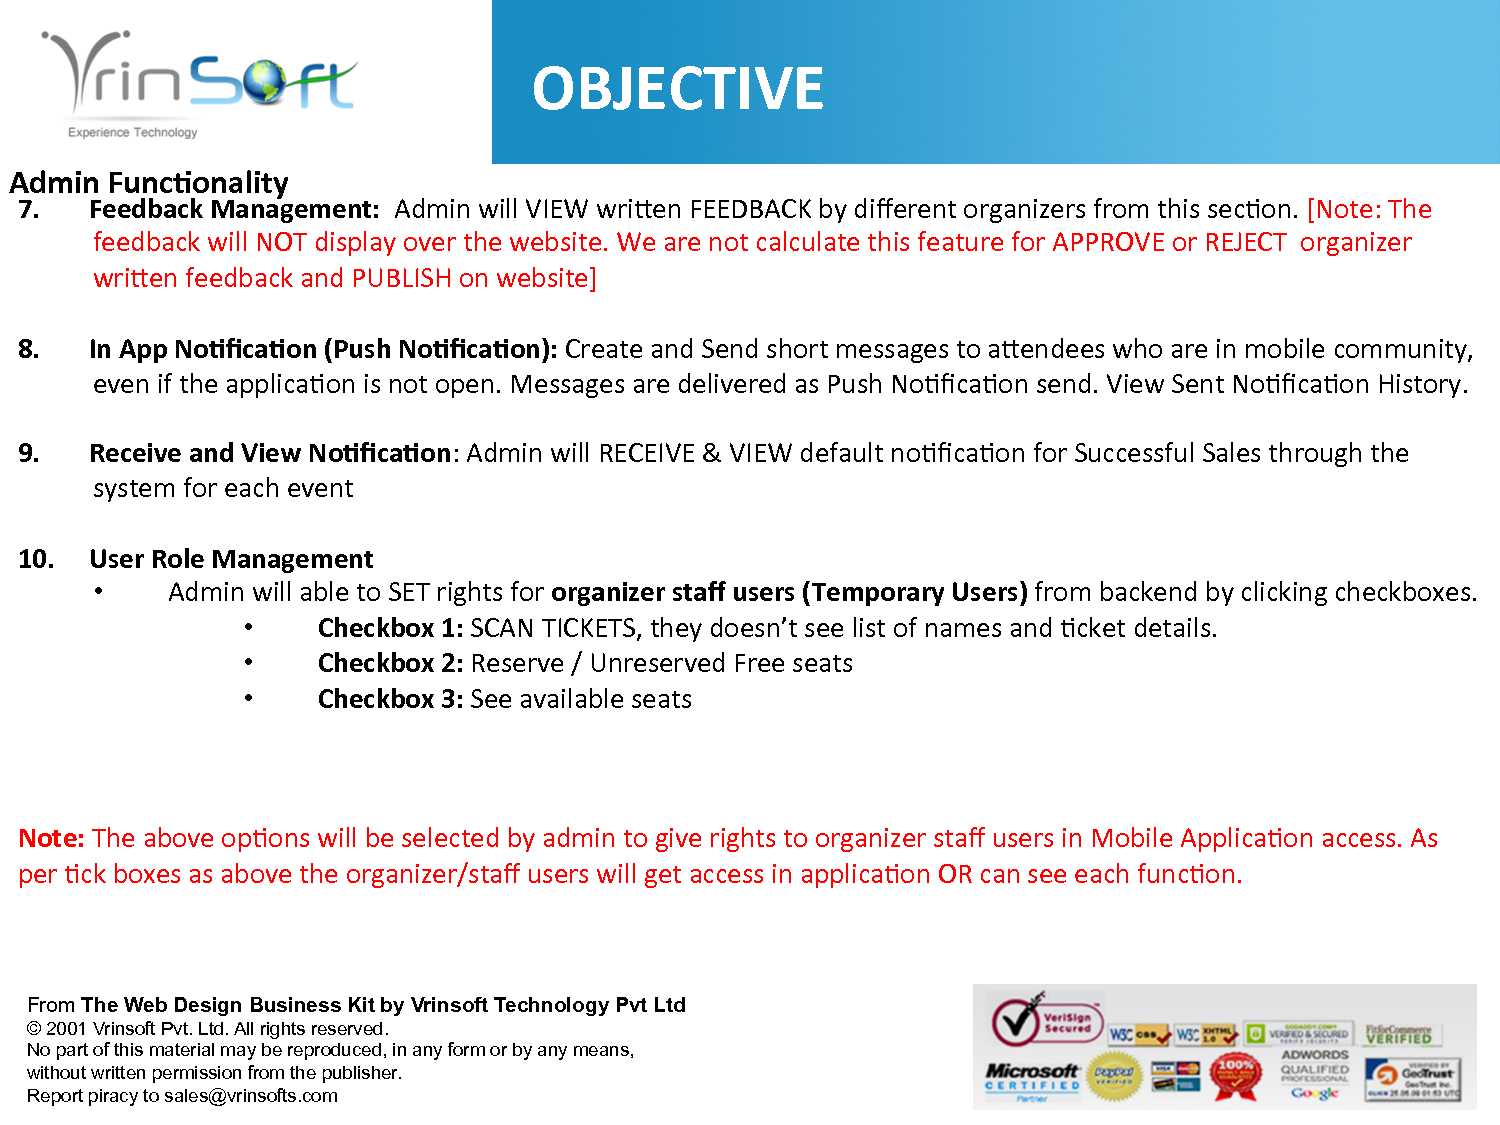 VrinSoft
Experience Technology
OBJECTIVE
Admin Functionality
7. Feedback Management: Admin will VIEW written FEEDBACK by different organizers from this section. [Note: The
feedback will NOT display over the website. We are not calculate this feature for APPROVE or REJECT organizer
written feedback and PUBLISH on website]
8. In App Notification (Push Notification): Create and Send short messages to attendees who are in mobile community,
even if the application is not open. Messages are delivered as Push Notification send. View Sent Notification History.
9. Receive and View Notification: Admin will RECEIVE & VIEW default notification for Successful Sales through the
system for each event
10. User Role Management
• Admin will able to SET rights for organizer staff users (Temporary Users) from backend by clicking checkboxes.
• Checkbox 1: SCAN TICKETS, they doesn't see list of names and ticket details.
• Checkbox 2: Reserve / Unreserved Free seats
• Checkbox 3: See available seats
Note: The above options will be selected by admin to give rights to organizer staff users in Mobile Application access. As
per tick boxes as above the organizer/staff users will get access in application OR can see each function.
From The Web Design Business Kit by Vrinsoft Technology Pvt Ltd
© 2001 Vrinsoft Pvt. Ltd. All rights reserved.
No part of this material may be reproduced, in any form or by any means,
without written permission from the publisher.
Report piracy to sales@vrinsofts.com
VeriSign
Secured
W3C CSS
W3C XHTML 1.0
VERIFIED & SECURED
FitforCommerce
VERIFIED
Microsoft
CERTIFIED
Partner
PayPal
VERIFIED
100%
ADWORDS
QUALIFIED
PROFESSIONAL
Google
GeoTrust
GeoTrust Inc.